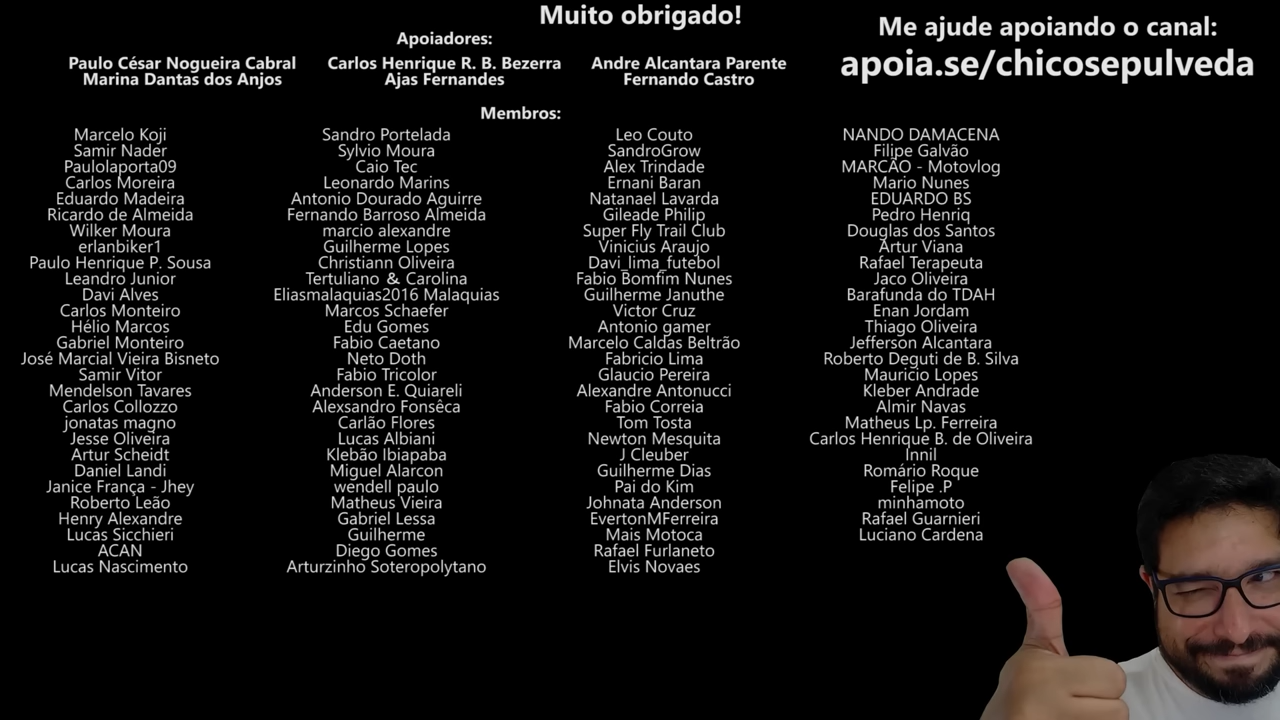 Muito obrigado!
Apoiadores:
Paulo César Nogueira Cabral
Marina Dantas dos Anjos
Carlos Henrique R. B. Bezerra
Ajas Fernandes
Andre Alcantara Parente
Fernando Castro
Me ajude apoiando o canal:
apoia.se/chicosepulveda
Membros:
Marcelo Koji
Samir Nader
Paulolaporta09
Carlos Moreira
Eduardo Madeira
Ricardo de Almeida
Wilker Moura
erlanbiker1
Paulo Henrique P. Sousa
Leandro Junior
Davi Alves
Carlos Monteiro
Hélio Marcos
Gabriel Monteiro
José Marcial Vieira Bisneto
Samir Vitor
Mendelson Tavares
Carlos Collozzo
jonatas magno
Jesse Oliveira
Artur Scheidt
Daniel Landi
Janice França - Jhey
Roberto Leão
Henry Alexandre
Lucas Sicchieri
ACAN
Lucas Nascimento
Sandro Portelada
Sylvio Moura
Caio Tec
Leonardo Marins
Antonio Dourado Aguirre
Fernando Barroso Almeida
marcio alexandre
Guilherme Lopes
Christiann Oliveira
Tertuliano & Carolina
Eliasmalaquias2016 Malaquias
Marcos Schaefer
Edu Gomes
Fabio Caetano
Neto Doth
Fabio Tricolor
Anderson E. Quiareli
Alexsandro Fonsêca
Carlão Flores
Lucas Albiani
Klebão Ibiapaba
Miguel Alarcon
wendell paulo
Matheus Vieira
Gabriel Lessa
Guilherme
Diego Gomes
Arturzinho Soteropolytano
Leo Couto
SandroGrow
Alex Trindade
Ernani Baran
Natanael Lavarda
Gileade Philip
Super Fly Trail Club
Vinicius Araujo
Davi_lima_futebol
Fabio Bomfim Nunes
Guilherme Januthe
Victor Cruz
Antonio gamer
Marcelo Caldas Beltrão
Fabricio Lima
Glaucio Pereira
Alexandre Antonucci
Fabio Correia
Tom Tosta
Newton Mesquita
J Cleuber
Guilherme Dias
Pai do Kim
Johnata Anderson
EvertonMFerreira
Mais Motoca
Rafael Furlaneto
Elvis Novaes
NANDO DAMACENA
Filipe Galvão
MARCÃO - Motovlog
Mario Nunes
EDUARDO BS
Pedro Henriq
Douglas dos Santos
Artur Viana
Rafael Terapeuta
Jaco Oliveira
Barafunda do TDAH
Enan Jordam
Thiago Oliveira
Jefferson Alcantara
Roberto Deguti de B. Silva
Mauricio Lopes
Kleber Andrade
Almir Navas
Matheus Lp. Ferreira
Carlos Henrique B. de Oliveira
Innil
Romário Roque
Felipe .P
minhamoto
Rafael Guarnieri
Luciano Cardena